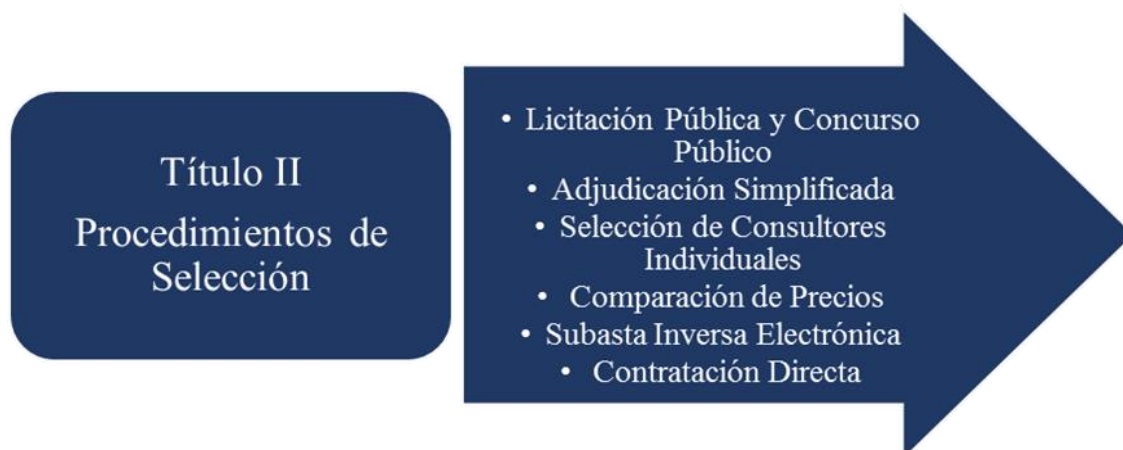 Título II
Procedimientos de
Selección
• Licitación Pública y Concurso
Público
• Adjudicación Simplificada
• Selección de Consultores
Individuales
• Comparación de Precios
• Subasta Inversa Electrónica
• Contratación Directa